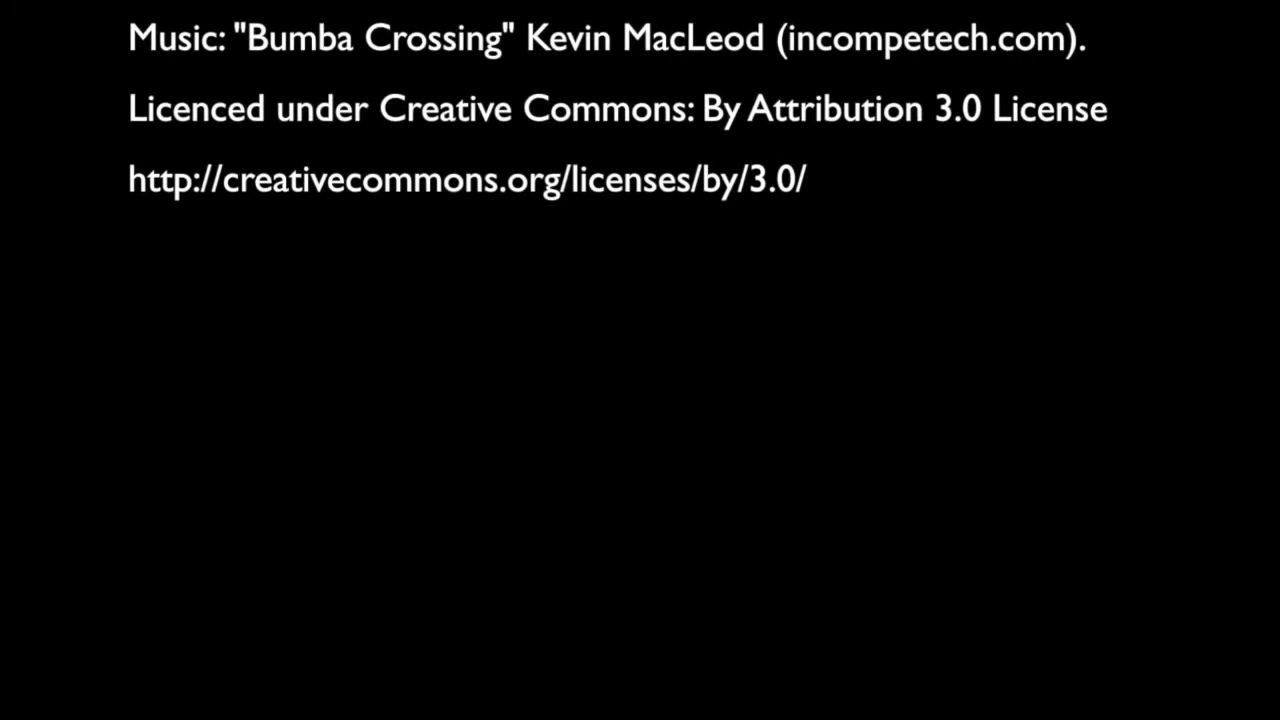 Music: "Bumba Crossing" Kevin MacLeod (incompetech.com).
Licenced under Creative Commons: By Attribution 3.0 License
http://creativecommons.org/licenses/by/3.0/